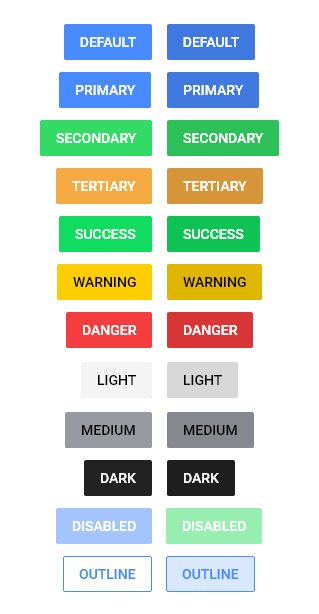 DEFAULT DEFAULT
PRIMARY PRIMARY
SECONDARY SECONDARY
TERTIARY TERTIARY
SUCCESS SUCCESS
WARNING WARNING
DANGER DANGER
LIGHT LIGHT
MEDIUM MEDIUM
DARK DARK
DISABLED DISABLED
OUTLINE OUTLINE